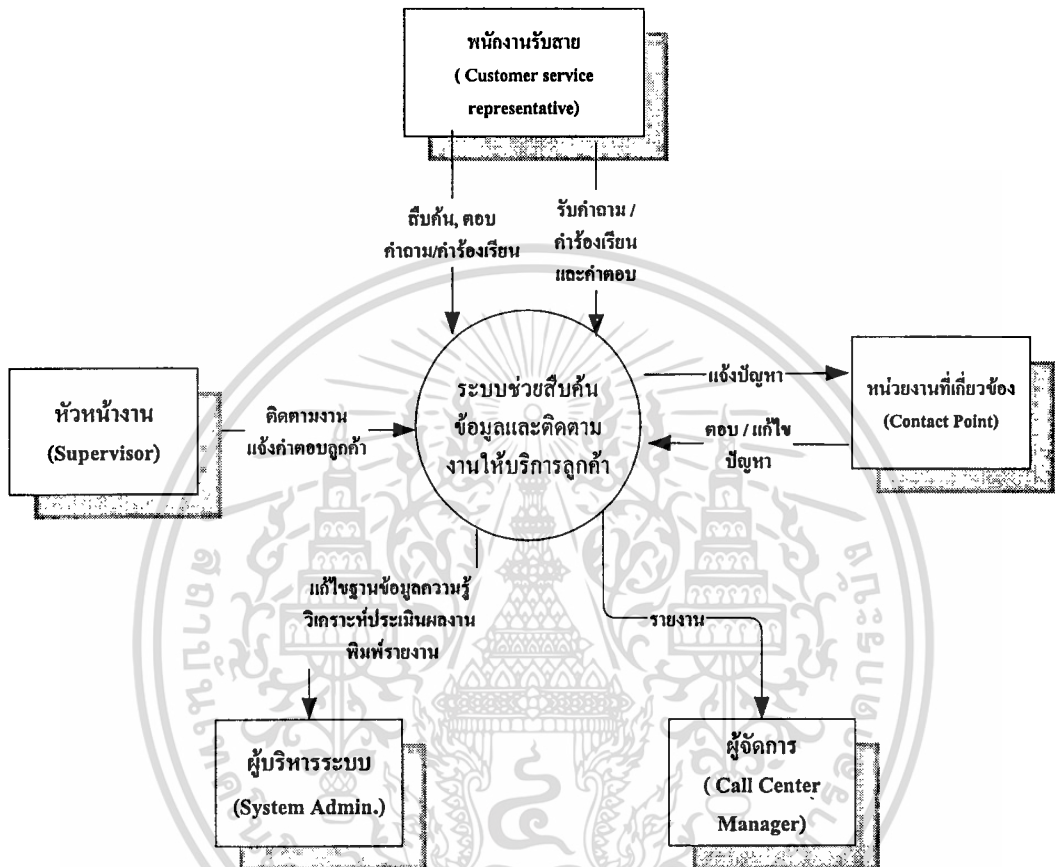 พนักงานรับสาย
( Customer service
representative)
สืบค้น, ตอบ
คำถาม/คำร้องเรียน
รับคำถาม /
คำร้องเรียน
และคำตอบ
หัวหน้างาน
(Supervisor)
ติดตามงาน
แจ้งคำตอบลูกค้า
ระบบช่วยสืบค้น
ข้อมูลและติดตาม
งานให้บริการลูกค้า
แจ้งปัญหา
ตอบ / แก้ไข
ปัญหา
หน่วยงานที่เกี่ยวข้อง
(Contact Point)
แก้ไขฐานข้อมูลความรู้
วิเคราะห์ประเมินผลงาน
พิมพ์รายงาน
รายงาน
ผู้บริหารระบบ
(System Admin.)
ผู้จัดการ
( Call Center
Manager)